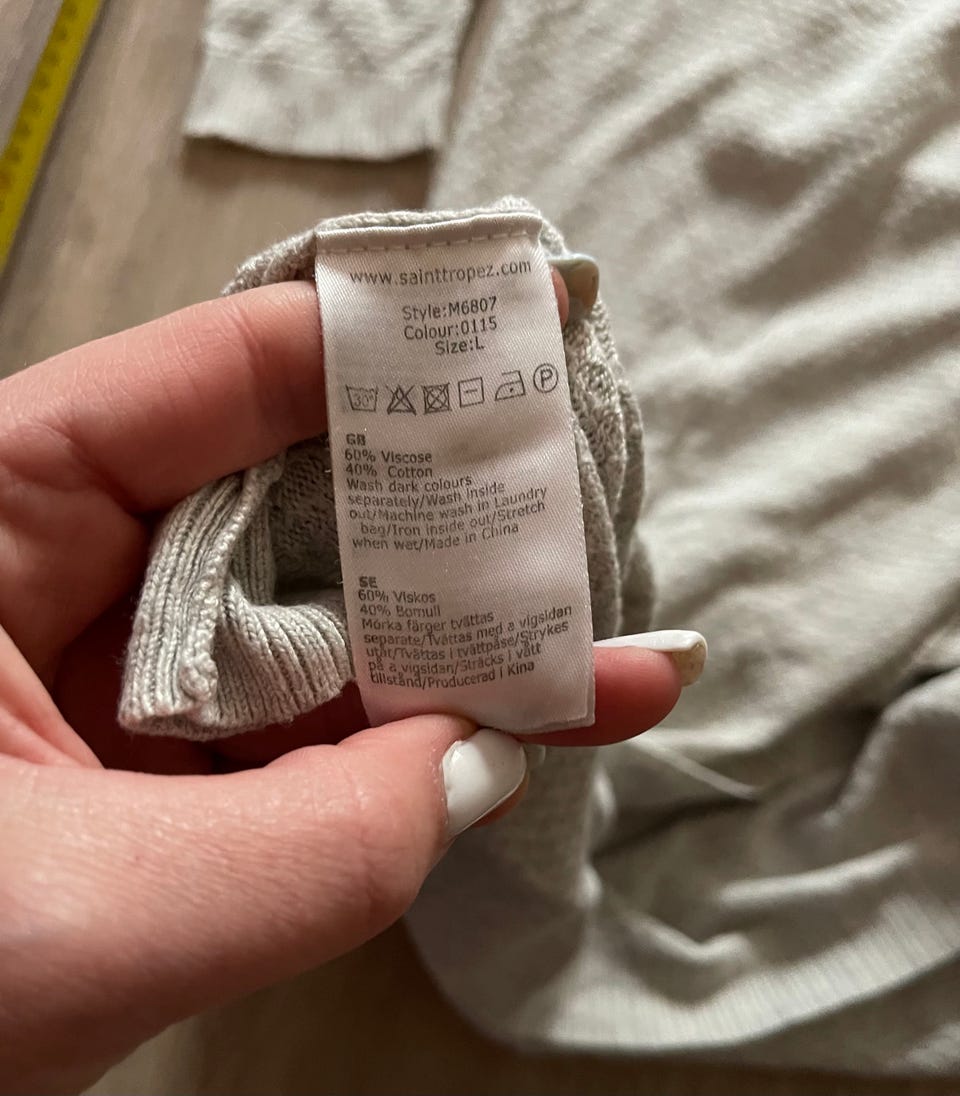 www.sainttropez.com
Style:M6807
Colour:0115
Size:L
30° P
GB
60% Viscose
40% Cotton
Wash dark colours
separately/Wash inside
out/Machine wash in Laundry
bag/Iron inside out/Stretch
when wet/Made in China
SE
60% Viskos
40% Bomull
Mörka färger tvättas
separate/Tvättas med a vigsidan
utåt/Tvättas i tvättpåse/Strykes
på a vigsidan/Sträcks i vått
tillstånd/Producerad i Kina